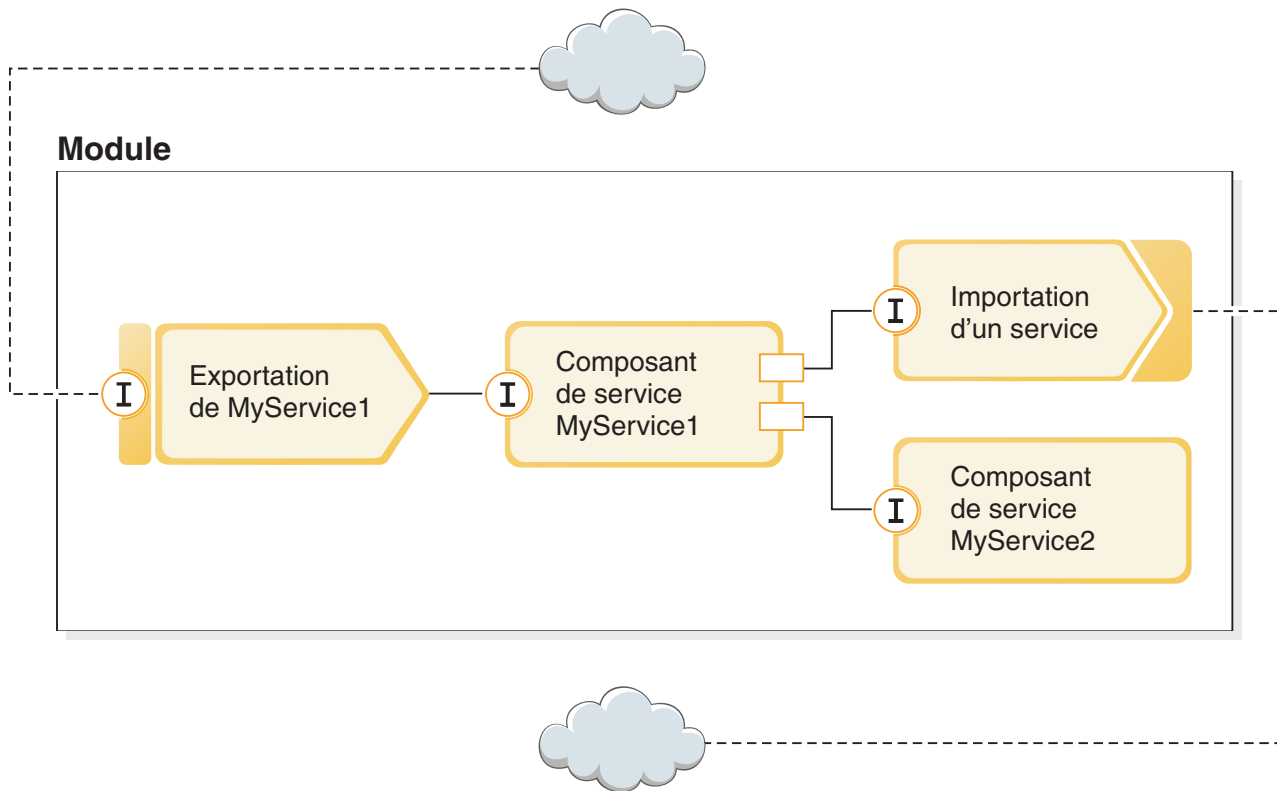 Module
I
Exportation
de MyService1
I
Composant
de service
MyService1
I
Importation
d'un service
I
Composant
de service
MyService2